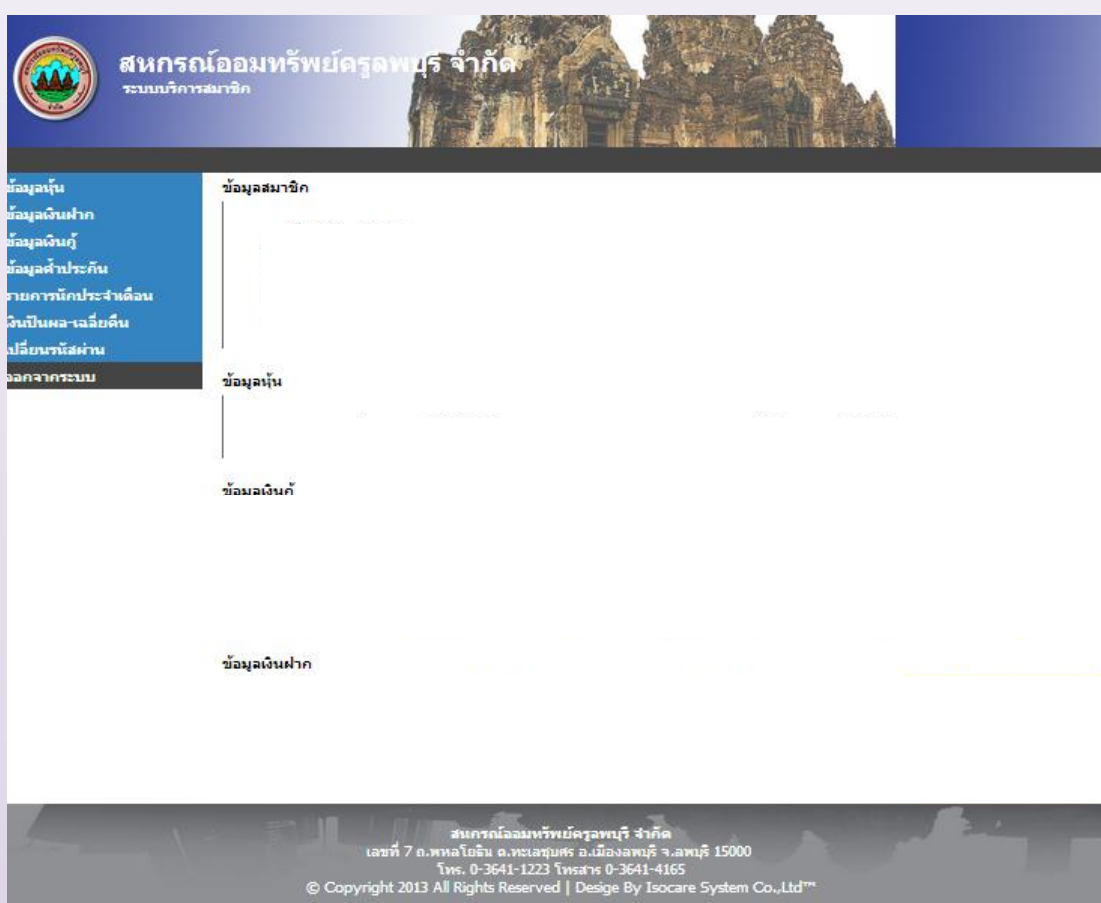 สหกรณ์ออมทรัพย์ครูลพบุรี จำกัด
ระบบบริการสมาชิก
ข้อมูลหุ้น
ข้อมูลเงินฝาก
ข้อมูลเงินกู้
ข้อมูลค้ำประกัน
รายการหักประจำเดือน
เงินปันผล-เฉลี่ยคืน
เปลี่ยนรหัสผ่าน
ออกจากระบบ
ข้อมูลสมาชิก
ข้อมูลหุ้น
ข้อมูลเงินกู้
ข้อมูลเงินฝาก
สหกรณ์ออมทรัพย์ครูลพบุรี จำกัด
เลขที่ 7 ถ.พหลโยธิน ต.ทะเลชุบศร อ.เมืองลพบุรี จ.ลพบุรี 15000
โทร. 0-3641-1223 โทรสาร 0-3641-4165
© Copyright 2013 All Rights Reserved | Desige By Isocare System Co.,Ltd™